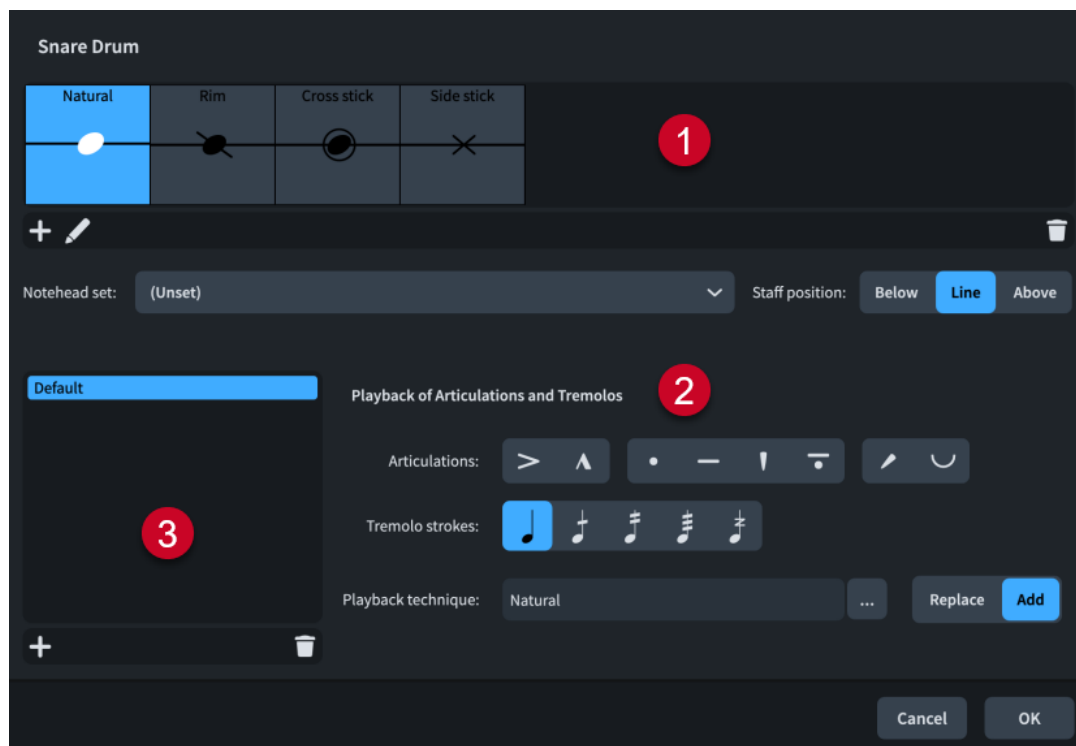 Snare Drum
Natural Rim Cross stick Side stick
1
Notehead set: (Unset) Staff position: Below Line Above
Default
Playback of Articulations and Tremolos 2
Articulations:
Tremolo strokes:
3
Playback technique: Natural ... Replace Add
Cancel OK